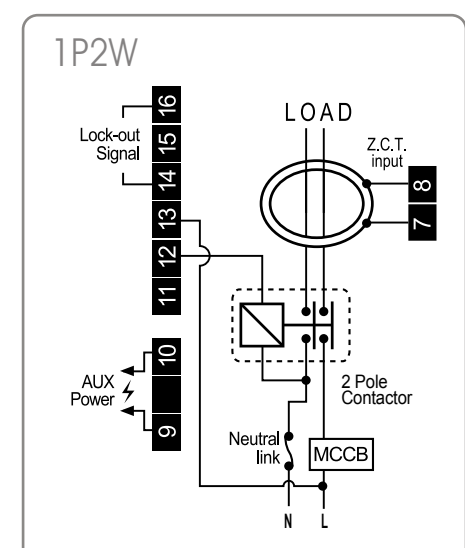 1P2W
16
15
14
13
12
11
10
9
Lock-out
Signal
AUX
Power
LOAD
Z.C.T.
input
8
7
2 Pole
Contactor
Neutral
link
MCCB
N L